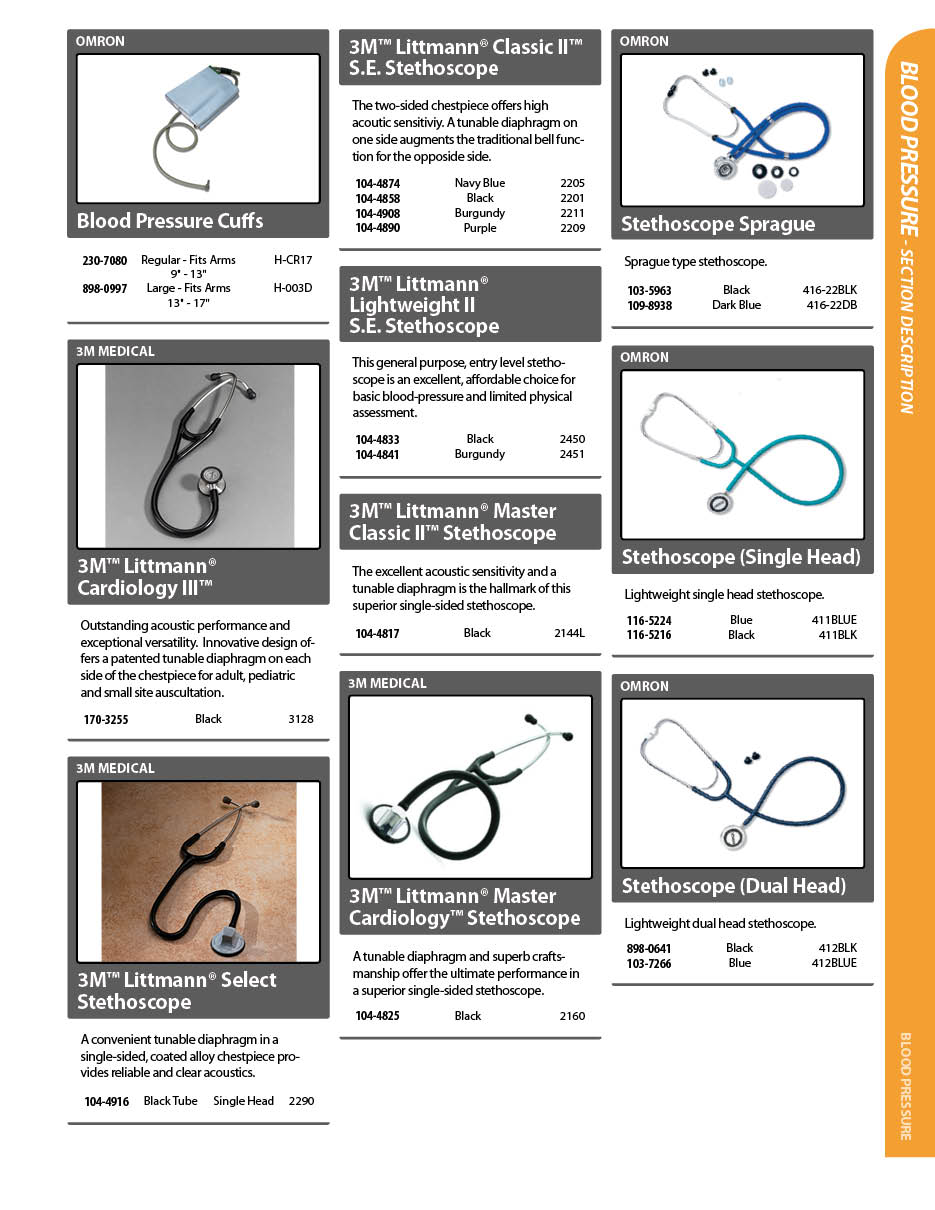 OMRON
Blood Pressure Cuffs
230-7080 Regular - Fits Arms H-CR17
9" - 13"
898-0997 Large - Fits Arms H-003D
13" - 17"
3M MEDICAL
3M™ Littmann®
Cardiology III™
Outstanding acoustic performance and
exceptional versatility. Innovative design of-
fers a patented tunable diaphragm on each
side of the chestpiece for adult, pediatric
and small site auscultation.
170-3255 Black 3128
3M MEDICAL
3M™ Littmann® Select
Stethoscope
A convenient tunable diaphragm in a
single-sided, coated alloy chestpiece pro-
vides reliable and clear acoustics.
104-4916 Black Tube Single Head 2290
3M™ Littmann® Classic II™
S.E. Stethoscope
The two-sided chestpiece offers high
acoutic sensitiviy. A tunable diaphragm on
one side augments the traditional bell func-
tion for the opposide side.
104-4874 Navy Blue 2205
104-4858 Black 2201
104-4908 Burgundy 2211
104-4890 Purple 2209
3M™ Littmann®
Lightweight II
S.E. Stethoscope
This general purpose, entry level stetho-
scope is an excellent, affordable choice for
basic blood-pressure and limited physical
assessment.
104-4833 Black 2450
104-4841 Burgundy 2451
3M™ Littmann® Master
Classic II™ Stethoscope
The excellent acoustic sensitivity and a
tunable diaphragm is the hallmark of this
superior single-sided stethoscope.
104-4817 Black 2144L
3M MEDICAL
3M™ Littmann® Master
Cardiology™ Stethoscope
A tunable diaphragm and superb crafts-
manship offer the ultimate performance in
a superior single-sided stethoscope.
104-4825 Black 2160
OMRON
Stethoscope Sprague
Sprague type stethoscope.
103-5963 Black 416-22BLK
109-8938 Dark Blue 416-22DB
OMRON
Stethoscope (Single Head)
Lightweight single head stethoscope.
116-5224 Blue 411BLUE
116-5216 Black 411BLK
OMRON
Stethoscope (Dual Head)
Lightweight dual head stethoscope.
898-0641 Black 412BLK
103-7266 Blue 412BLUE
BLOOD PRESSURE - SECTION DESCRIPTION
BLOOD PRESSURE